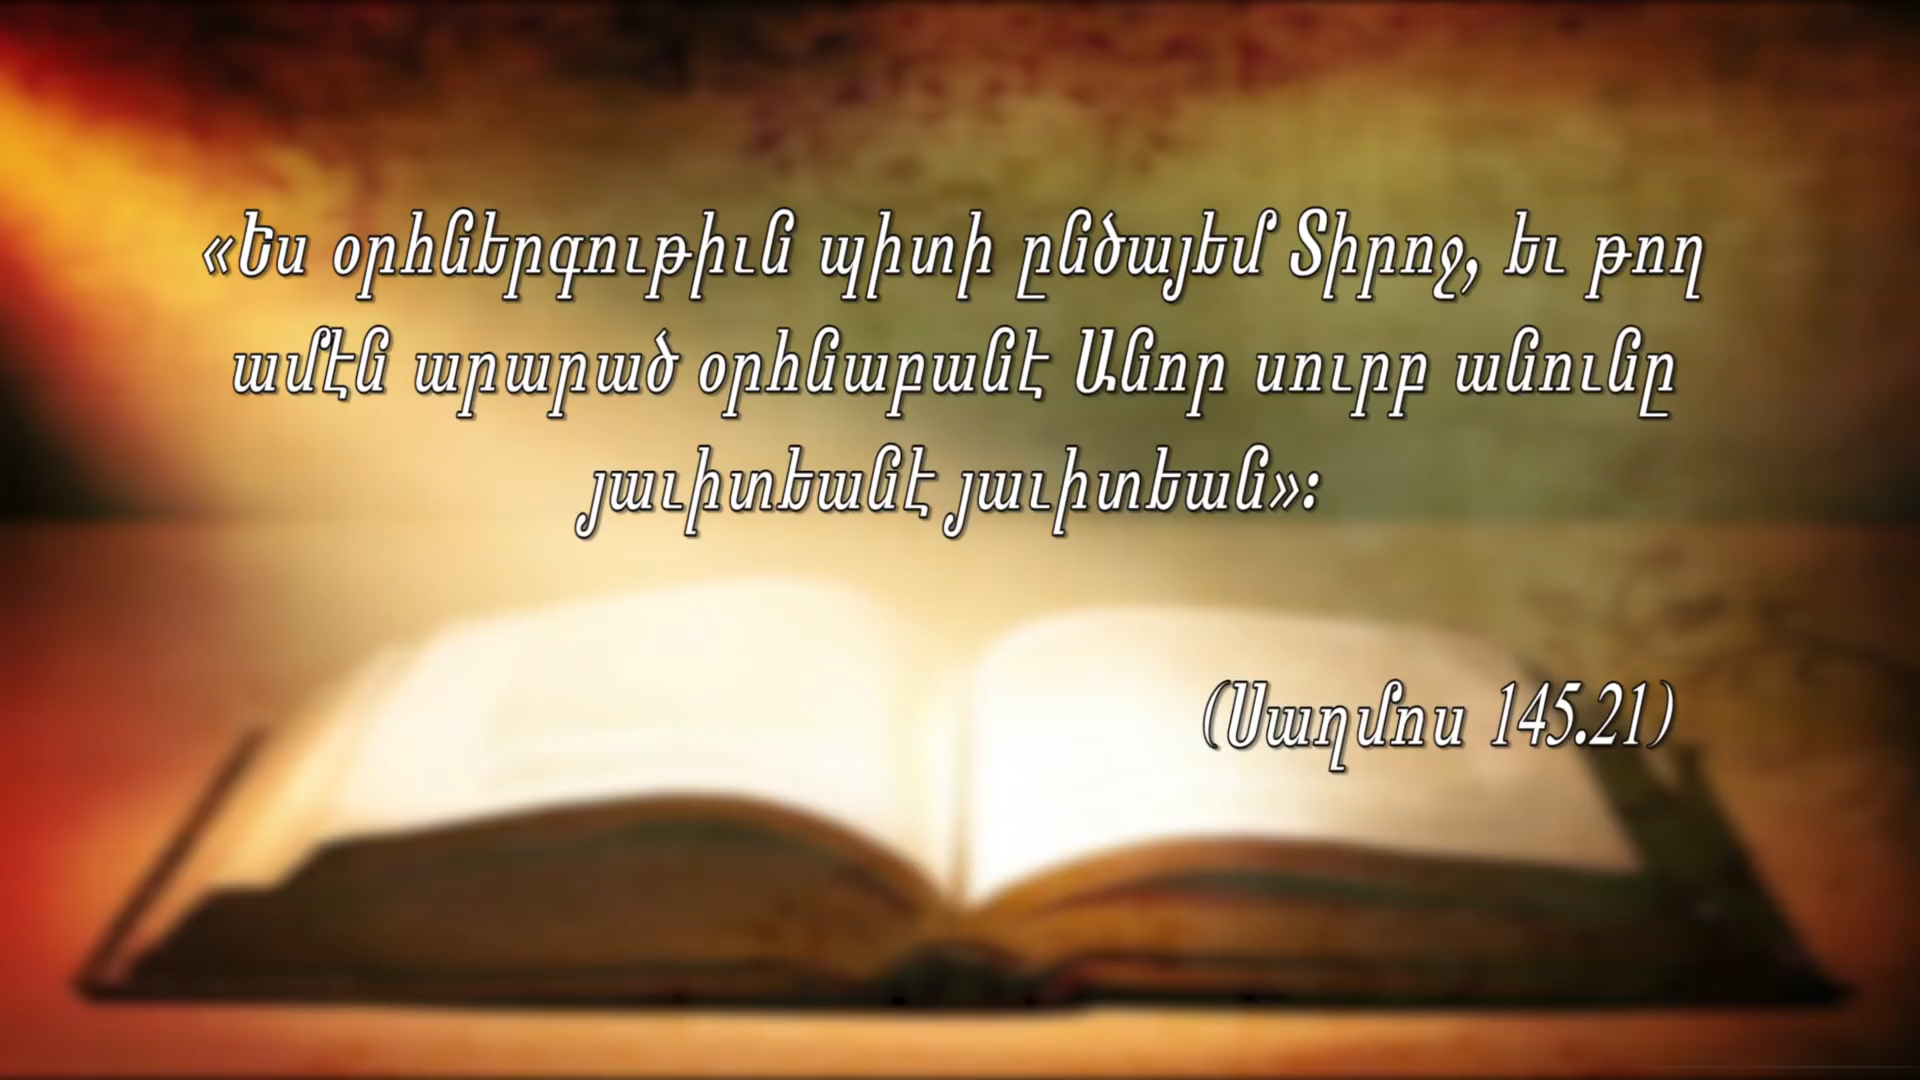 «Ես օրհներգութիւն պիտի ընծայեմ Տիրոջ, եւ թող
ամէն արարած օրհնաբանէ Անոր սուրբ անունը
յաւիտեանէ յաւիտեան»։
(Սաղմոս 145.21)